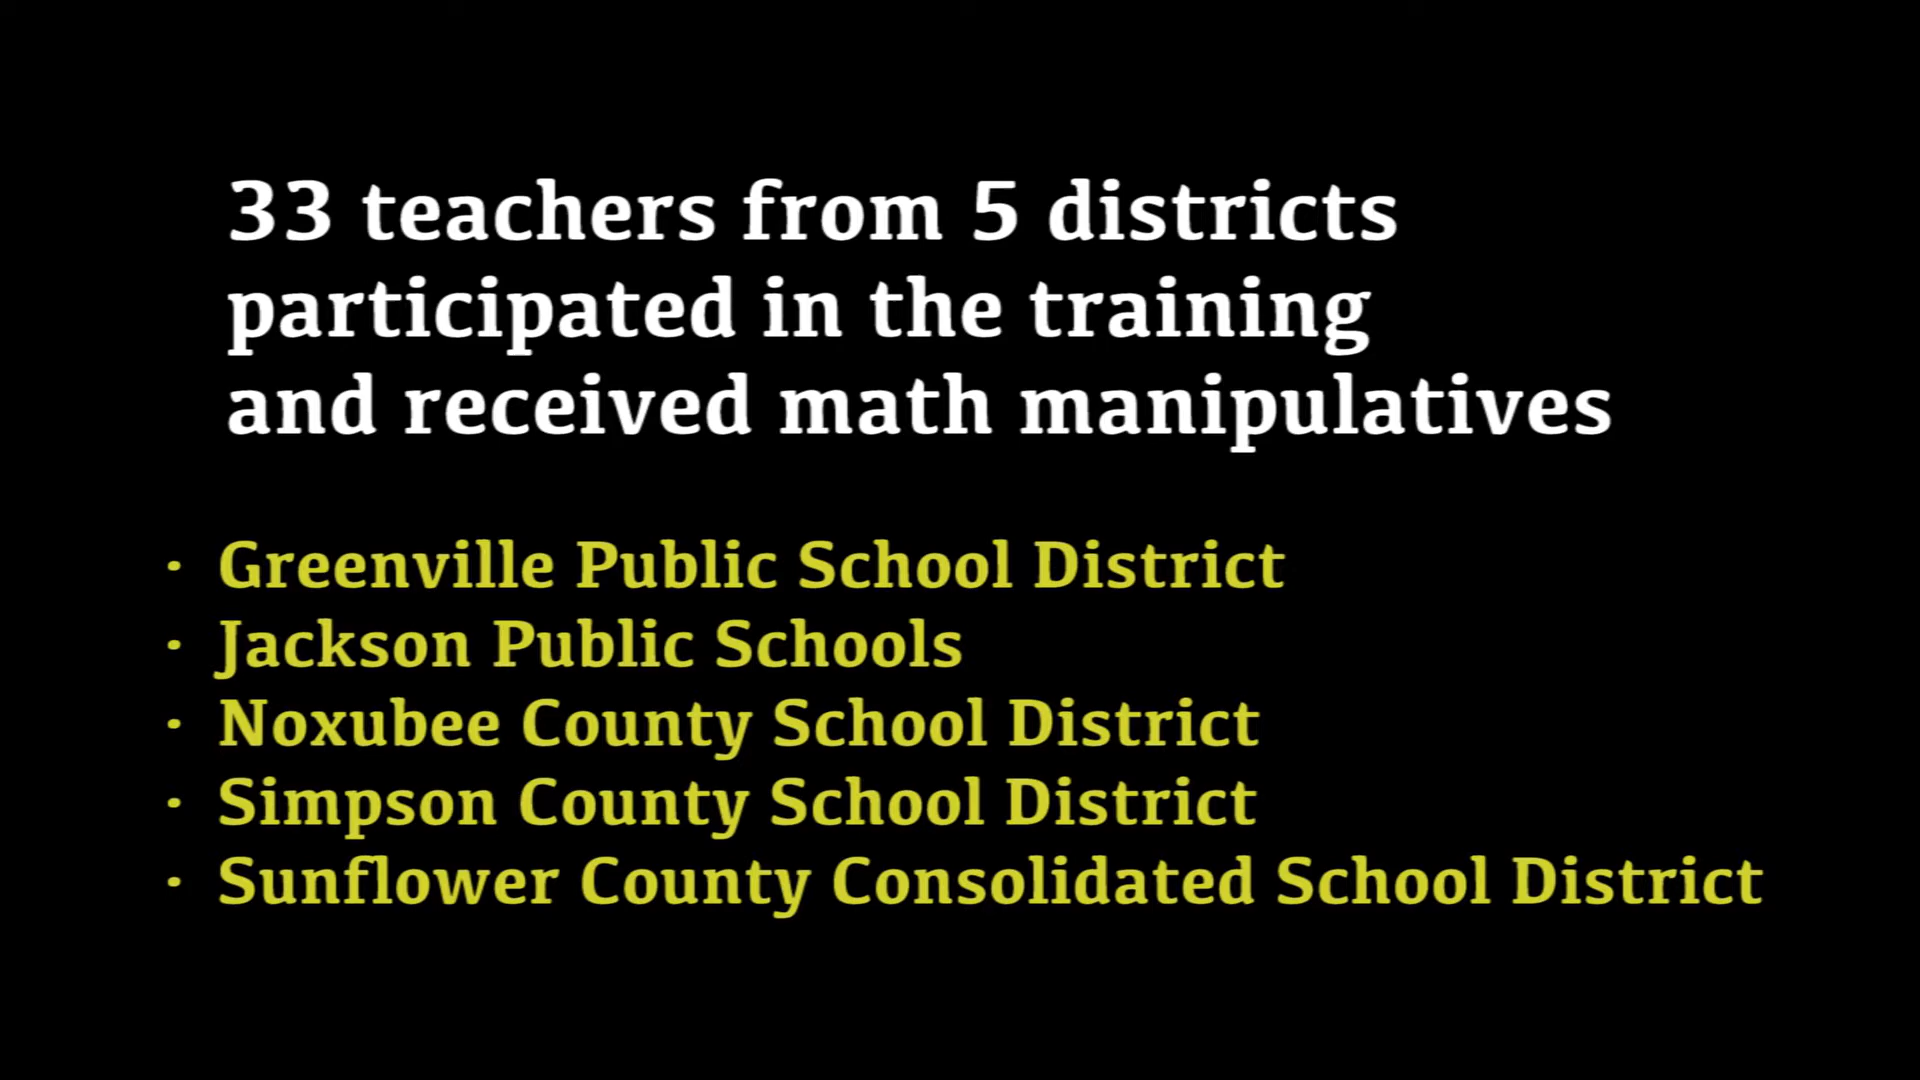 33 teachers from 5 districts
participated in the training
and received math manipulatives
· Greenville Public School District
· Jackson Public Schools
· Noxubee County School District
· Simpson County School District
· Sunflower County Consolidated School District